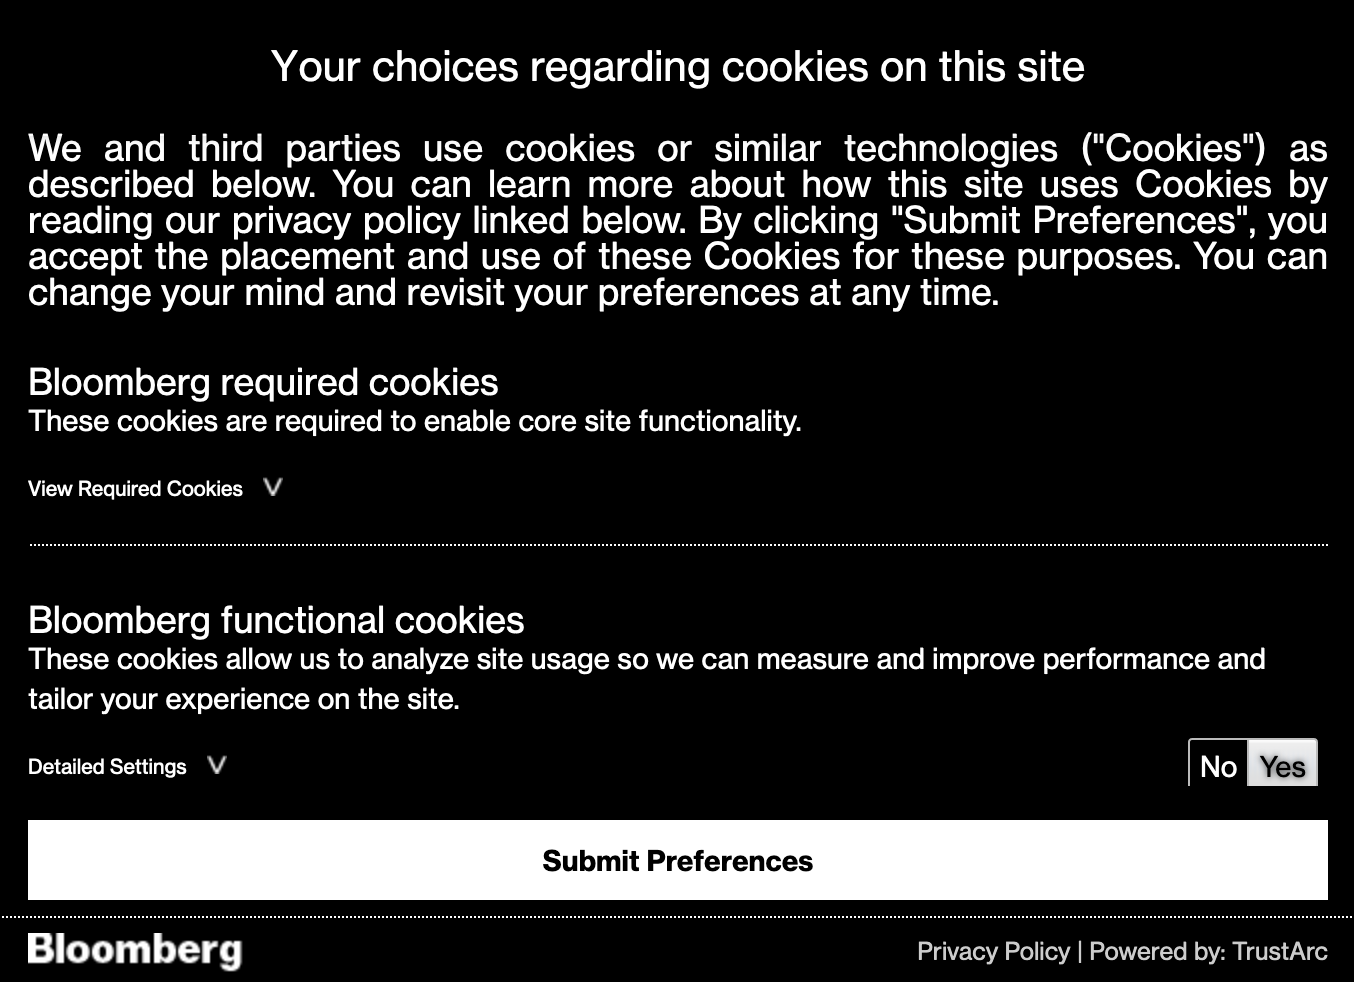 Your choices regarding cookies on this site
We and third parties use cookies or similar technologies ("Cookies") as
described below. You can learn more about how this site uses Cookies by
reading our privacy policy linked below. By clicking "Submit Preferences", you
accept the placement and use of these Cookies for these purposes. You can
change your mind and revisit your preferences at any time.
Bloomberg required cookies
These cookies are required to enable core site functionality.
View Required Cookies
Bloomberg functional cookies
These cookies allow us to analyze site usage so we can measure and improve performance and
tailor your experience on the site.
Detailed Settings
No Yes
Submit Preferences
Bloomberg
Privacy Policy | Powered by: TrustArc